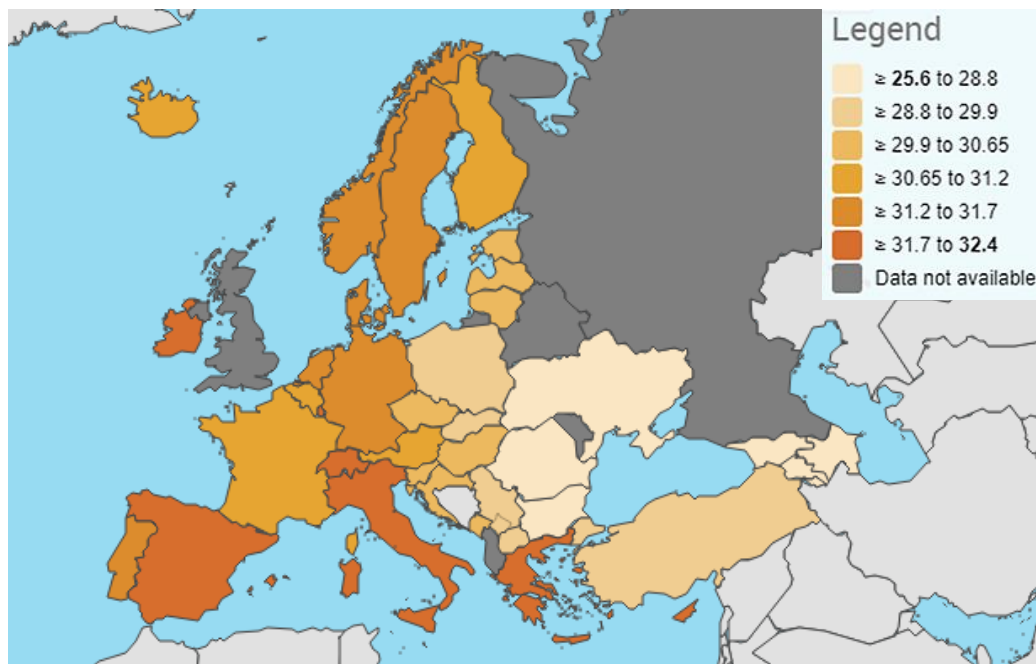 Legend
≥ 25.6 to 28.8
≥ 28.8 to 29.9
≥ 29.9 to 30.65
≥ 30.65 to 31.2
≥ 31.2 to 31.7
≥ 31.7 to 32.4
Data not available